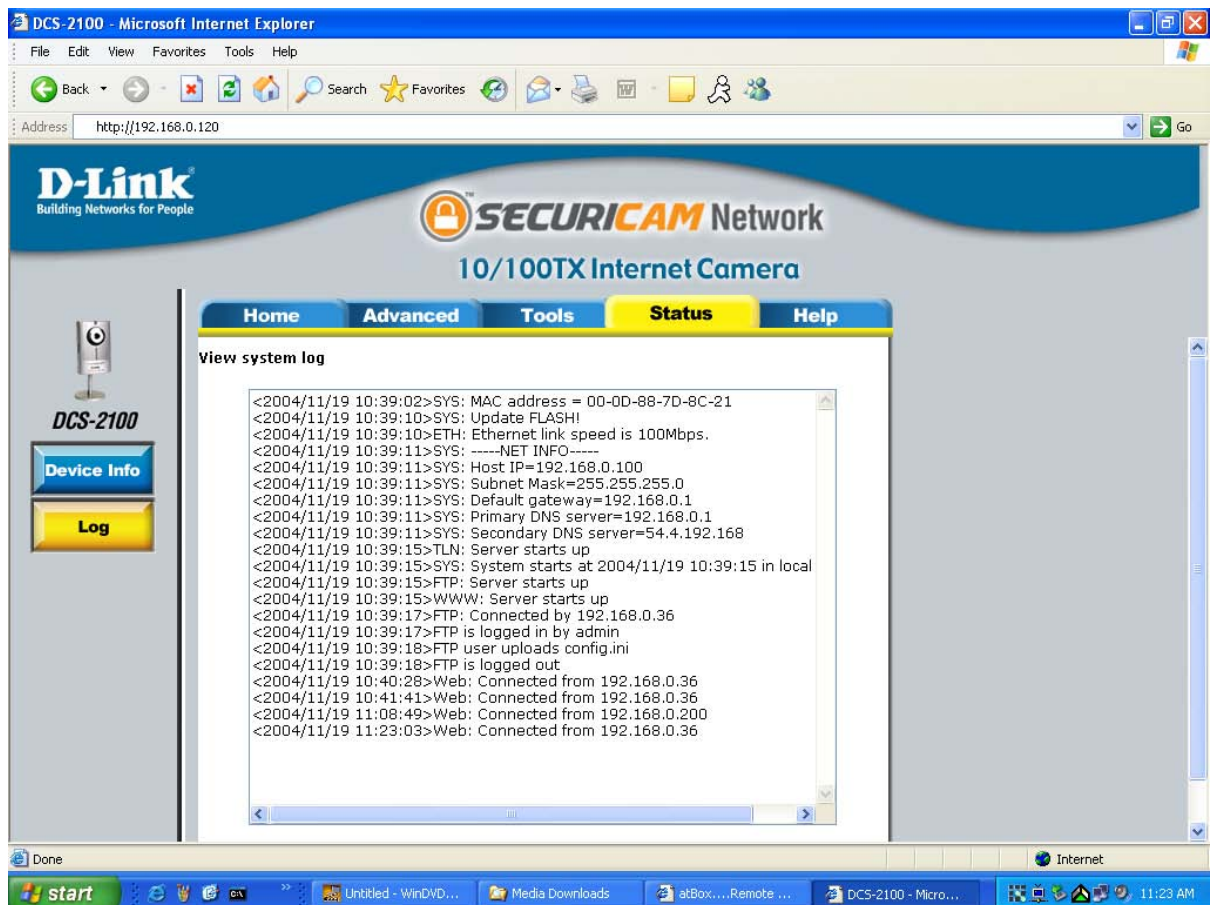 DCS-2100 - Microsoft Internet Explorer
File Edit View Favorites Tools Help
Back Search Favorites
Address http://192.168.0.120 Go
D-Link®
Building Networks for People
SECURICAM Network
™
10/100TX Internet Camera
Home Advanced Tools Status Help
DCS-2100
Device Info
Log
View system log
<2004/11/19 10:39:02>SYS: MAC address = 00-0D-88-7D-8C-21
<2004/11/19 10:39:10>SYS: Update FLASH!
<2004/11/19 10:39:10>ETH: Ethernet link speed is 100Mbps.
<2004/11/19 10:39:11>SYS: -----NET INFO-----
<2004/11/19 10:39:11>SYS: Host IP=192.168.0.100
<2004/11/19 10:39:11>SYS: Subnet Mask=255.255.255.0
<2004/11/19 10:39:11>SYS: Default gateway=192.168.0.1
<2004/11/19 10:39:11>SYS: Primary DNS server=192.168.0.1
<2004/11/19 10:39:11>SYS: Secondary DNS server=54.4.192.168
<2004/11/19 10:39:15>TLN: Server starts up
<2004/11/19 10:39:15>SYS: System starts at 2004/11/19 10:39:15 in local
<2004/11/19 10:39:15>FTP: Server starts up
<2004/11/19 10:39:15>WWW: Server starts up
<2004/11/19 10:39:17>FTP: Connected by 192.168.0.36
<2004/11/19 10:39:17>FTP is logged in by admin
<2004/11/19 10:39:18>FTP user uploads config.ini
<2004/11/19 10:39:18>FTP is logged out
<2004/11/19 10:40:28>Web: Connected from 192.168.0.36
<2004/11/19 10:41:41>Web: Connected from 192.168.0.36
<2004/11/19 11:08:49>Web: Connected from 192.168.0.200
<2004/11/19 11:23:03>Web: Connected from 192.168.0.36
Done Internet
start Untitled - WinDVD... Media Downloads atBox....Remote ... DCS-2100 - Micro... 11:23 AM